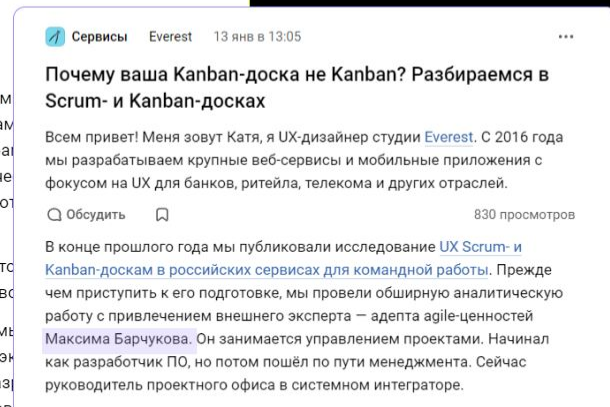 Сервисы Everest 13 янв в 13:05
Почему ваша Kanban-доска не Kanban? Разбираемся в
Scrum- и Kanban-досках
Всем привет! Меня зовут Катя, я UX-дизайнер студии Everest. С 2016 года
мы разрабатываем крупные веб-сервисы и мобильные приложения с
фокусом на UX для банков, ритейла, телекома и других отраслей.
Обсудить 830 просмотров
В конце прошлого года мы публиковали исследование UX Scrum- и
Kanban-доскам в российских сервисах для командной работы. Прежде
чем приступить к его подготовке, мы провели обширную аналитическую
работу с привлечением внешнего эксперта — адепта agile-ценностей
Максима Барчукова. Он занимается управлением проектами. Начинал
как разработчик ПО, но потом пошёл по пути менеджмента. Сейчас
руководитель проектного офиса в системном интеграторе.